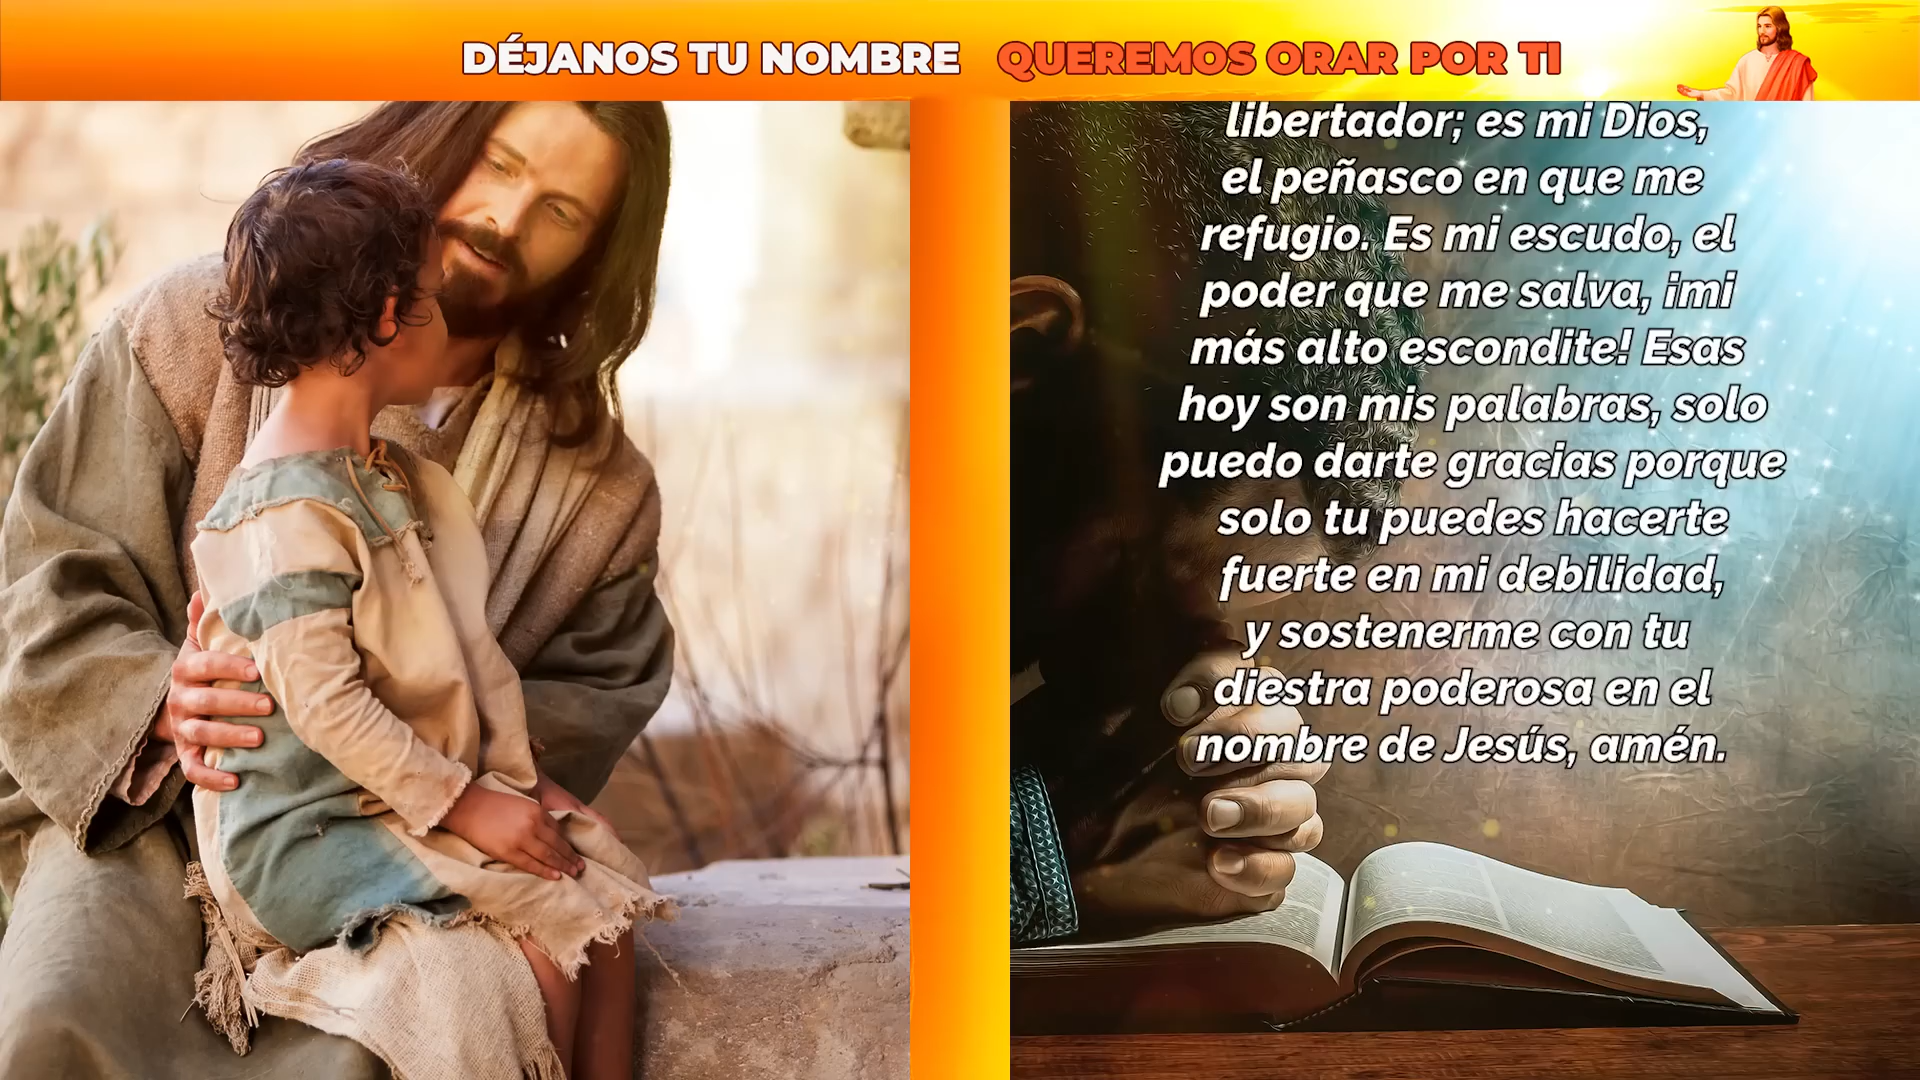 DÉJANOS TU NOMBRE QUEREMOS ORAR POR TI
libertador; es mi Dios,
el peñasco en que me
refugio. Es mi escudo, el
poder que me salva, ¡mi
más alto escondite! Esas
hoy son mis palabras, solo
puedo darte gracias porque
solo tu puedes hacerte
fuerte en mi debilidad,
y sostenerme con tu
diestra poderosa en el
nombre de Jesús, amén.